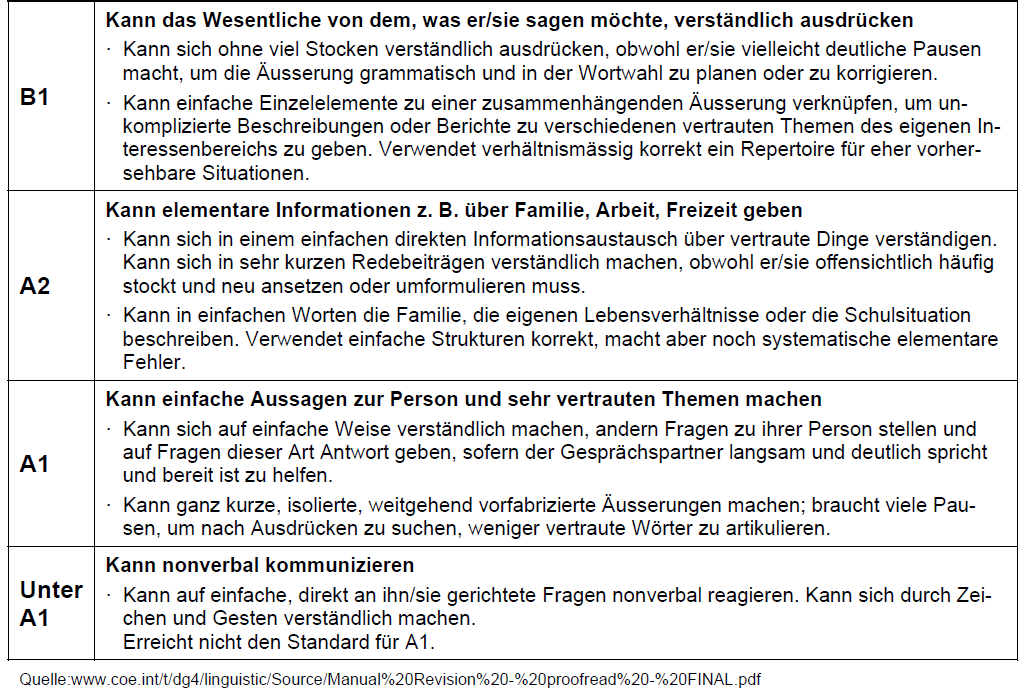 B1
Kann das Wesentliche von dem, was er/sie sagen möchte, verständlich ausdrücken
· Kann sich ohne viel Stocken verständlich ausdrücken, obwohl er/sie vielleicht deutliche Pausen
macht, um die Äusserung grammatisch und in der Wortwahl zu planen oder zu korrigieren.
· Kann einfache Einzelelemente zu einer zusammenhängenden Äusserung verknüpfen, um un-
komplizierte Beschreibungen oder Berichte zu verschiedenen vertrauten Themen des eigenen In-
teressenbereichs zu geben. Verwendet verhältnismässig korrekt ein Repertoire für eher vorher-
sehbare Situationen.
A2
Kann elementare Informationen z. B. über Familie, Arbeit, Freizeit geben
· Kann sich in einem einfachen direkten Informationsaustausch über vertraute Dinge verständigen.
Kann sich in sehr kurzen Redebeiträgen verständlich machen, obwohl er/sie offensichtlich häufig
stockt und neu ansetzen oder umformulieren muss.
· Kann in einfachen Worten die Familie, die eigenen Lebensverhältnisse oder die Schulsituation
beschreiben. Verwendet einfache Strukturen korrekt, macht aber noch systematische elementare
Fehler.
A1
Kann einfache Aussagen zur Person und sehr vertrauten Themen machen
· Kann sich auf einfache Weise verständlich machen, andern Fragen zu ihrer Person stellen und
auf Fragen dieser Art Antwort geben, sofern der Gesprächspartner langsam und deutlich spricht
und bereit ist zu helfen.
· Kann ganz kurze, isolierte, weitgehend vorfabrizierte Äusserungen machen; braucht viele Pau-
sen, um nach Ausdrücken zu suchen, weniger vertraute Wörter zu artikulieren.
Unter
A1
Kann nonverbal kommunizieren
· Kann auf einfache, direkt an ihn/sie gerichtete Fragen nonverbal reagieren. Kann sich durch Zei-
chen und Gesten verständlich machen.
Erreicht nicht den Standard für A1.
Quelle:www.coe.int/t/dg4/linguistic/Source/Manual%20Revision%20-%20proofread%20-%20FINAL.pdf